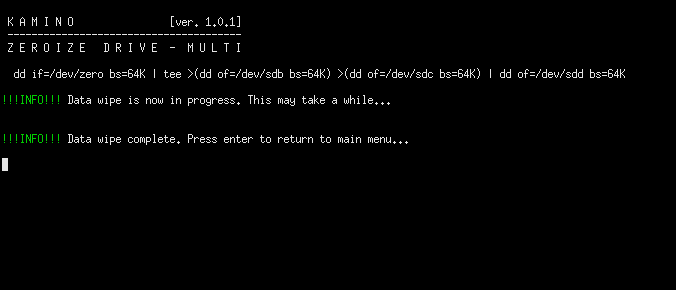 K A M I N O [ver. 1.0.1]
---------------------------------------
Z E R O I Z E  D R I V E - M U L T I
dd if=/dev/zero bs=64K | tee >(dd of=/dev/sdb bs=64K) >(dd of=/dev/sdc bs=64K) | dd of=/dev/sdd bs=64K
!!!INFO!!! Data wipe is now in progress. This may take a while...
!!!INFO!!! Data wipe complete. Press enter to return to main menu...